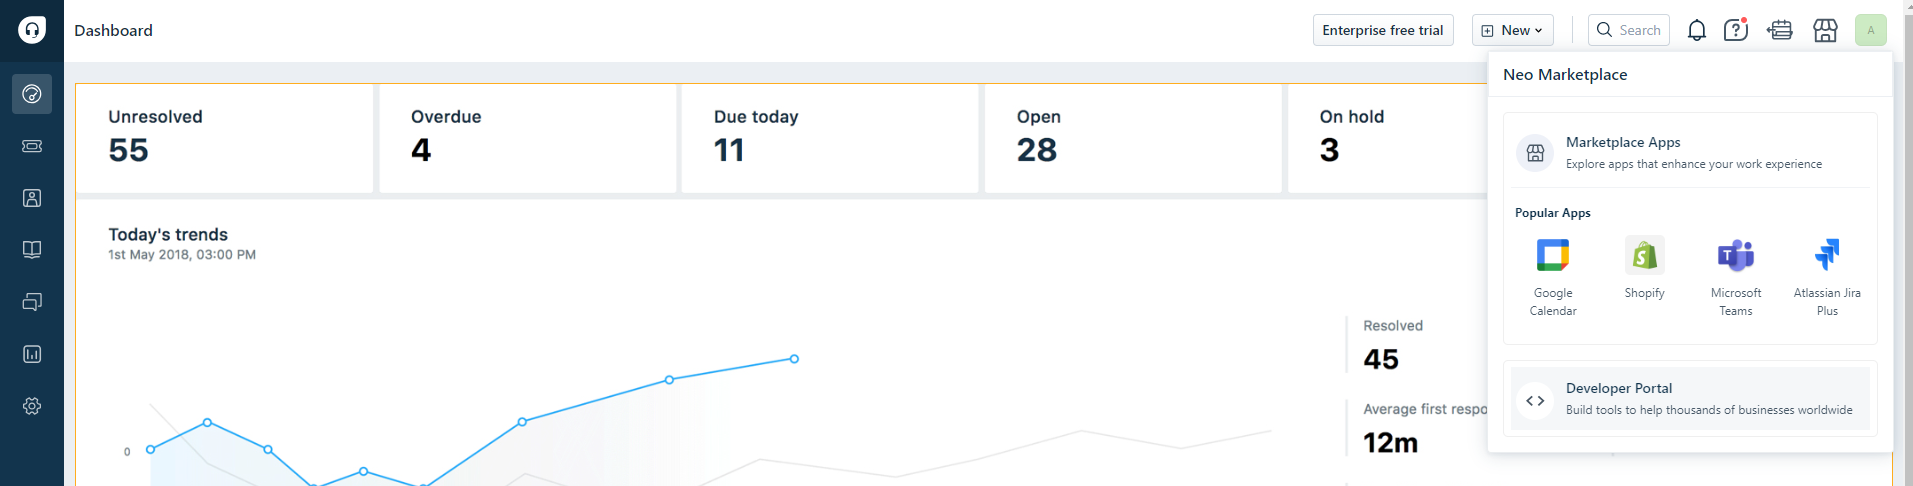 Dashboard
Enterprise free trial
New
Search
A
Neo Marketplace
Unresolved
55
Overdue
4
Due today
11
Open
28
On hold
3
Marketplace Apps
Explore apps that enhance your work experience
Popular Apps
Google
Calendar
Shopify
Microsoft
Teams
Atlassian Jira
Plus
Developer Portal
Build tools to help thousands of businesses worldwide
Today's trends
1st May 2018, 03:00 PM
0
Resolved
45
Average first respo
12m